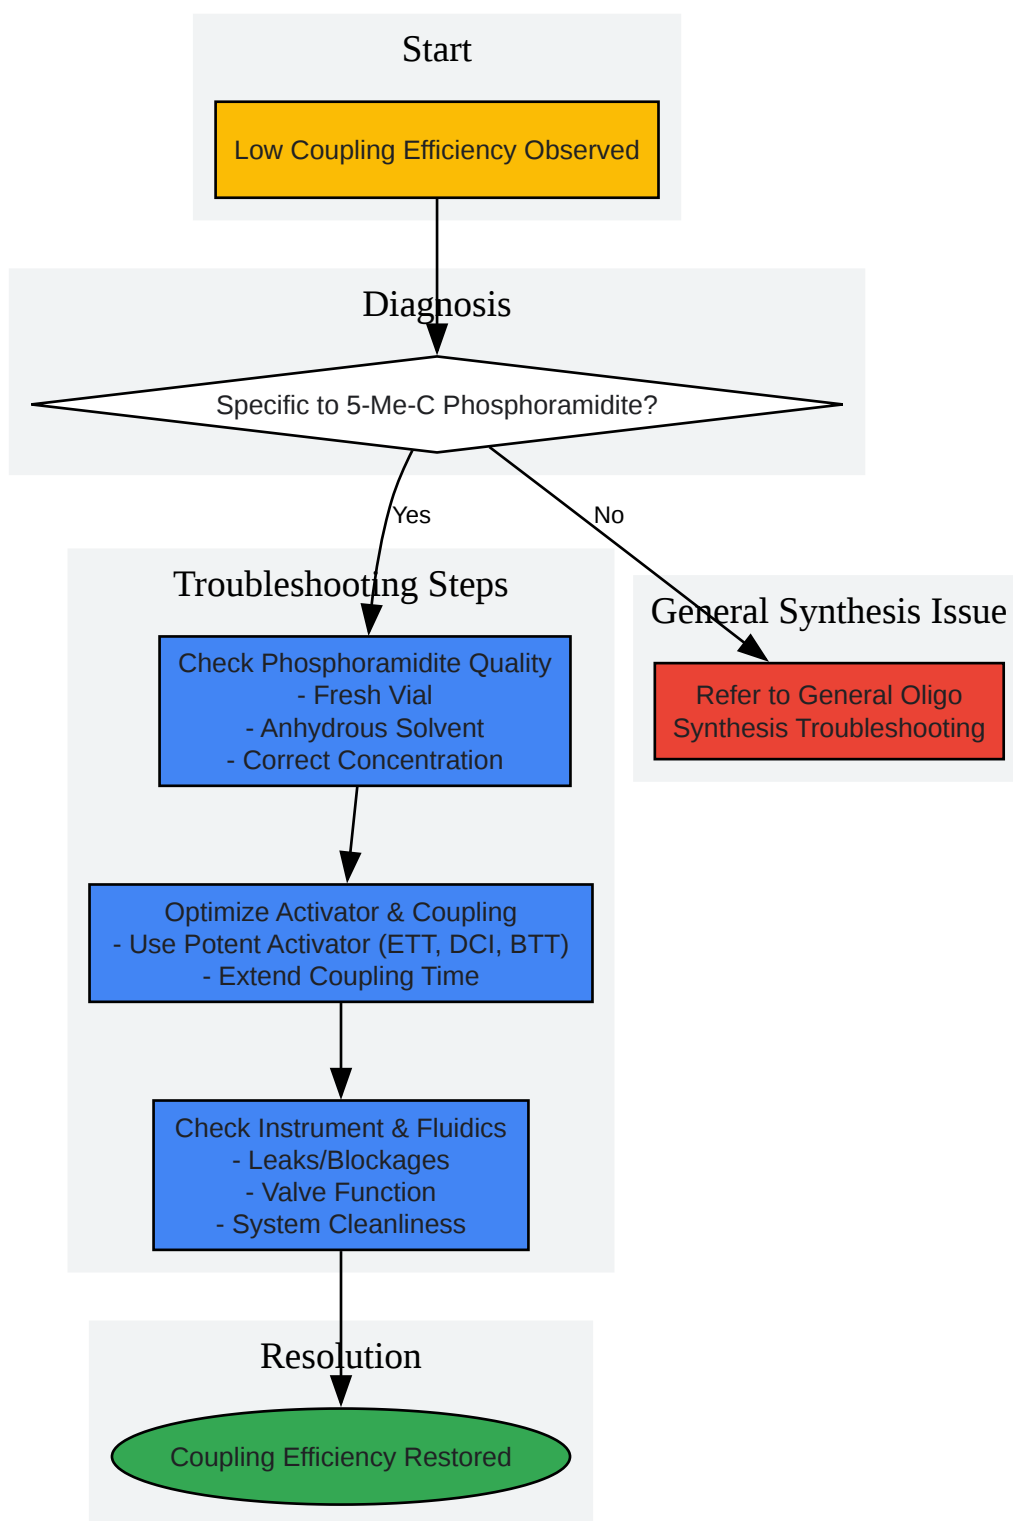 Start
Low Coupling Efficiency Observed
Diagnosis
Specific to 5-Me-C Phosphoramidite?
Yes
No
Troubleshooting Steps
Check Phosphoramidite Quality
- Fresh Vial
- Anhydrous Solvent
- Correct Concentration
General Synthesis Issue
Refer to General Oligo
Synthesis Troubleshooting
Optimize Activator & Coupling
- Use Potent Activator (ETT, DCI, BTT)
- Extend Coupling Time
Check Instrument & Fluidics
- Leaks/Blockages
- Valve Function
- System Cleanliness
Resolution
Coupling Efficiency Restored